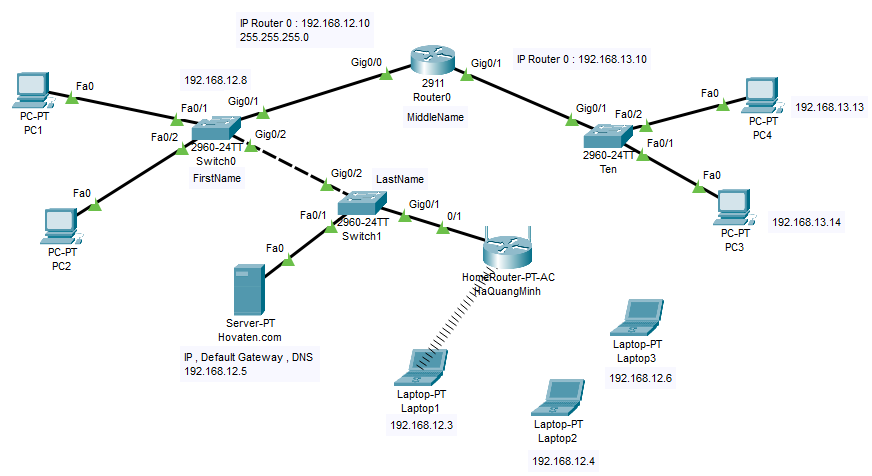 IP Router 0 : 192.168.12.10
255.255.255.0
Gig0/0
Gig0/1
IP Router 0 : 192.168.13.10
2911
Router0
MiddleName
192.168.12.8
Fa0
PC-PT
PC1
Fa0/1
Gig0/1
Fa0/2
Gig0/2
2960-24TT
Switch0
FirstName
Fa0
PC-PT
PC2
Gig0/1
Fa0/2
2960-24TT
Ten
Fa0/1
Fa0
PC-PT
PC4
192.168.13.13
Fa0
PC-PT
PC3
192.168.13.14
Gig0/2
LastName
Fa0/1
Gig0/1
0/1
2960-24TT
Switch1
Fa0
Server-PT
Hovaten.com
IP , Default Gateway , DNS
192.168.12.5
HomeRouter-PT-AC
HaQuangMinh
Laptop-PT
Laptop1
192.168.12.3
Laptop-PT
Laptop3
192.168.12.6
Laptop-PT
Laptop2
192.168.12.4